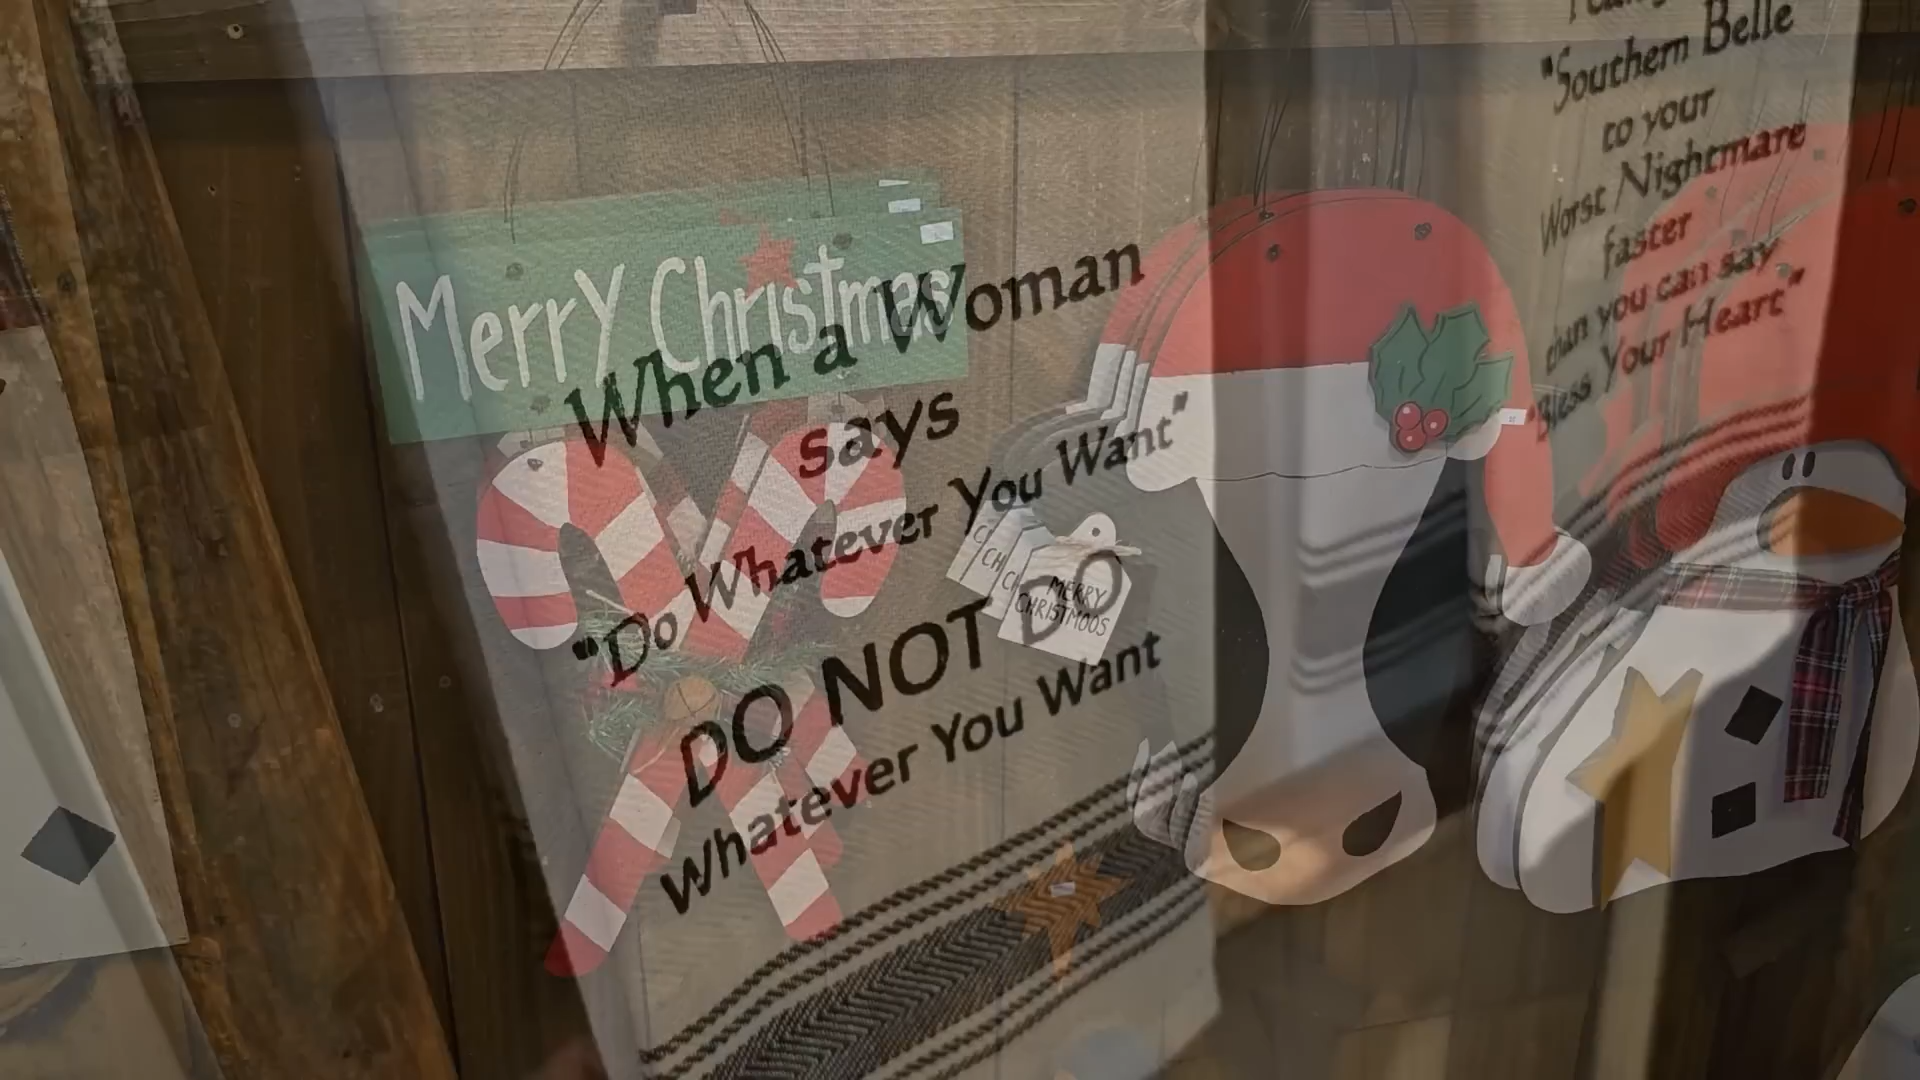 Merry Christmas
When a Woman
says
"Do Whatever You Want"
DO NOT DO
Whatever You Want
MERRY
CHRISTMOOS
CH
"Southern Belle
to your
Worst Nightmare
faster
than you can say
"Bless Your Heart"